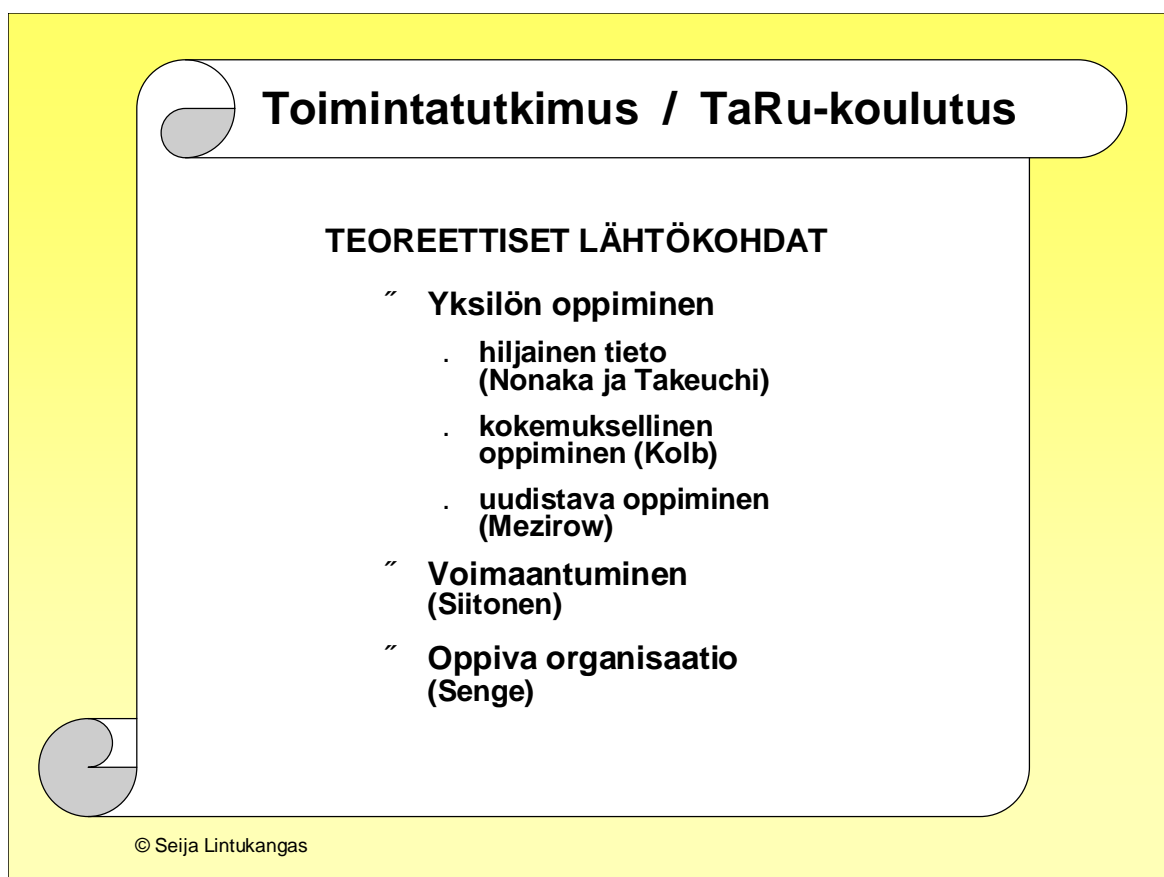 Toimintatutkimus / TaRu-koulutus
TEOREETTISET LÄHTÖKOHDAT
˝ Yksilön oppiminen
. hiljainen tieto
(Nonaka ja Takeuchi)
. kokemuksellinen
oppiminen (Kolb)
. uudistava oppiminen
(Mezirow)
˝ Voimaantuminen
(Siitonen)
˝ Oppiva organisaatio
(Senge)
© Seija Lintukangas